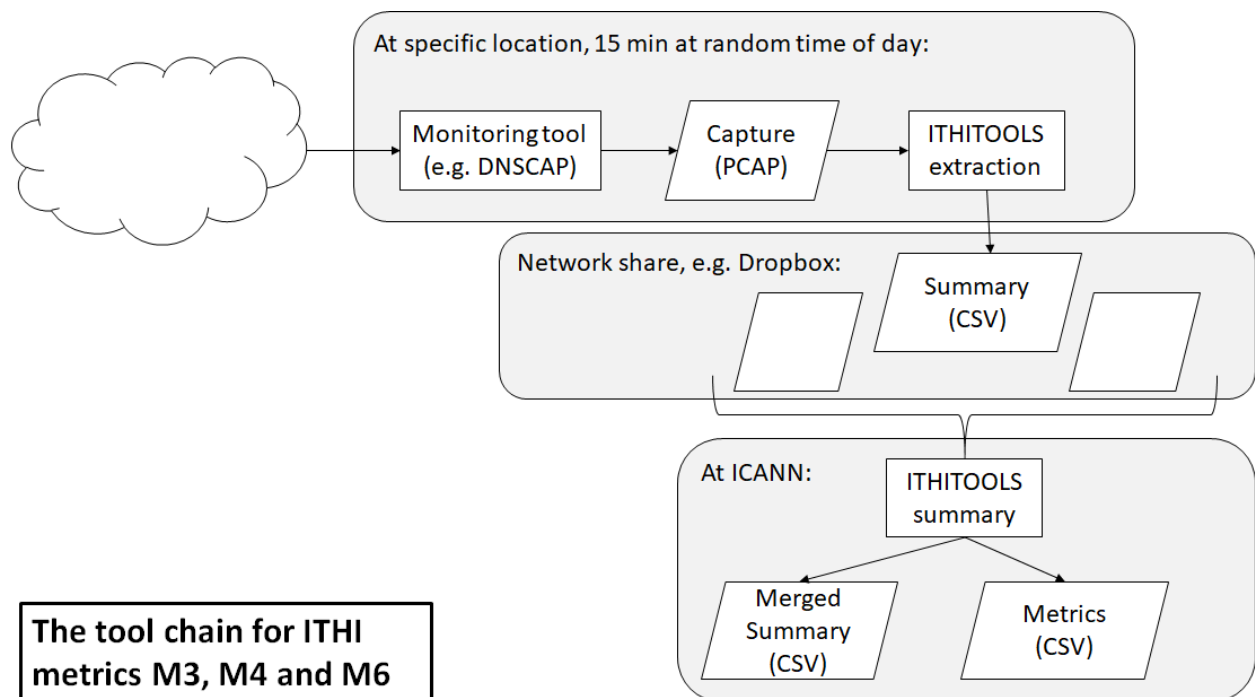 At specific location, 15 min at random time of day:
Monitoring tool
(e.g. DNSCAP)
Capture
(PCAP)
ITHITOOLS
extraction
Network share, e.g. Dropbox:
Summary
(CSV)
At ICANN:
ITHITOOLS
summary
Merged
Summary
(CSV)
Metrics
(CSV)
The tool chain for ITHI
metrics M3, M4 and M6